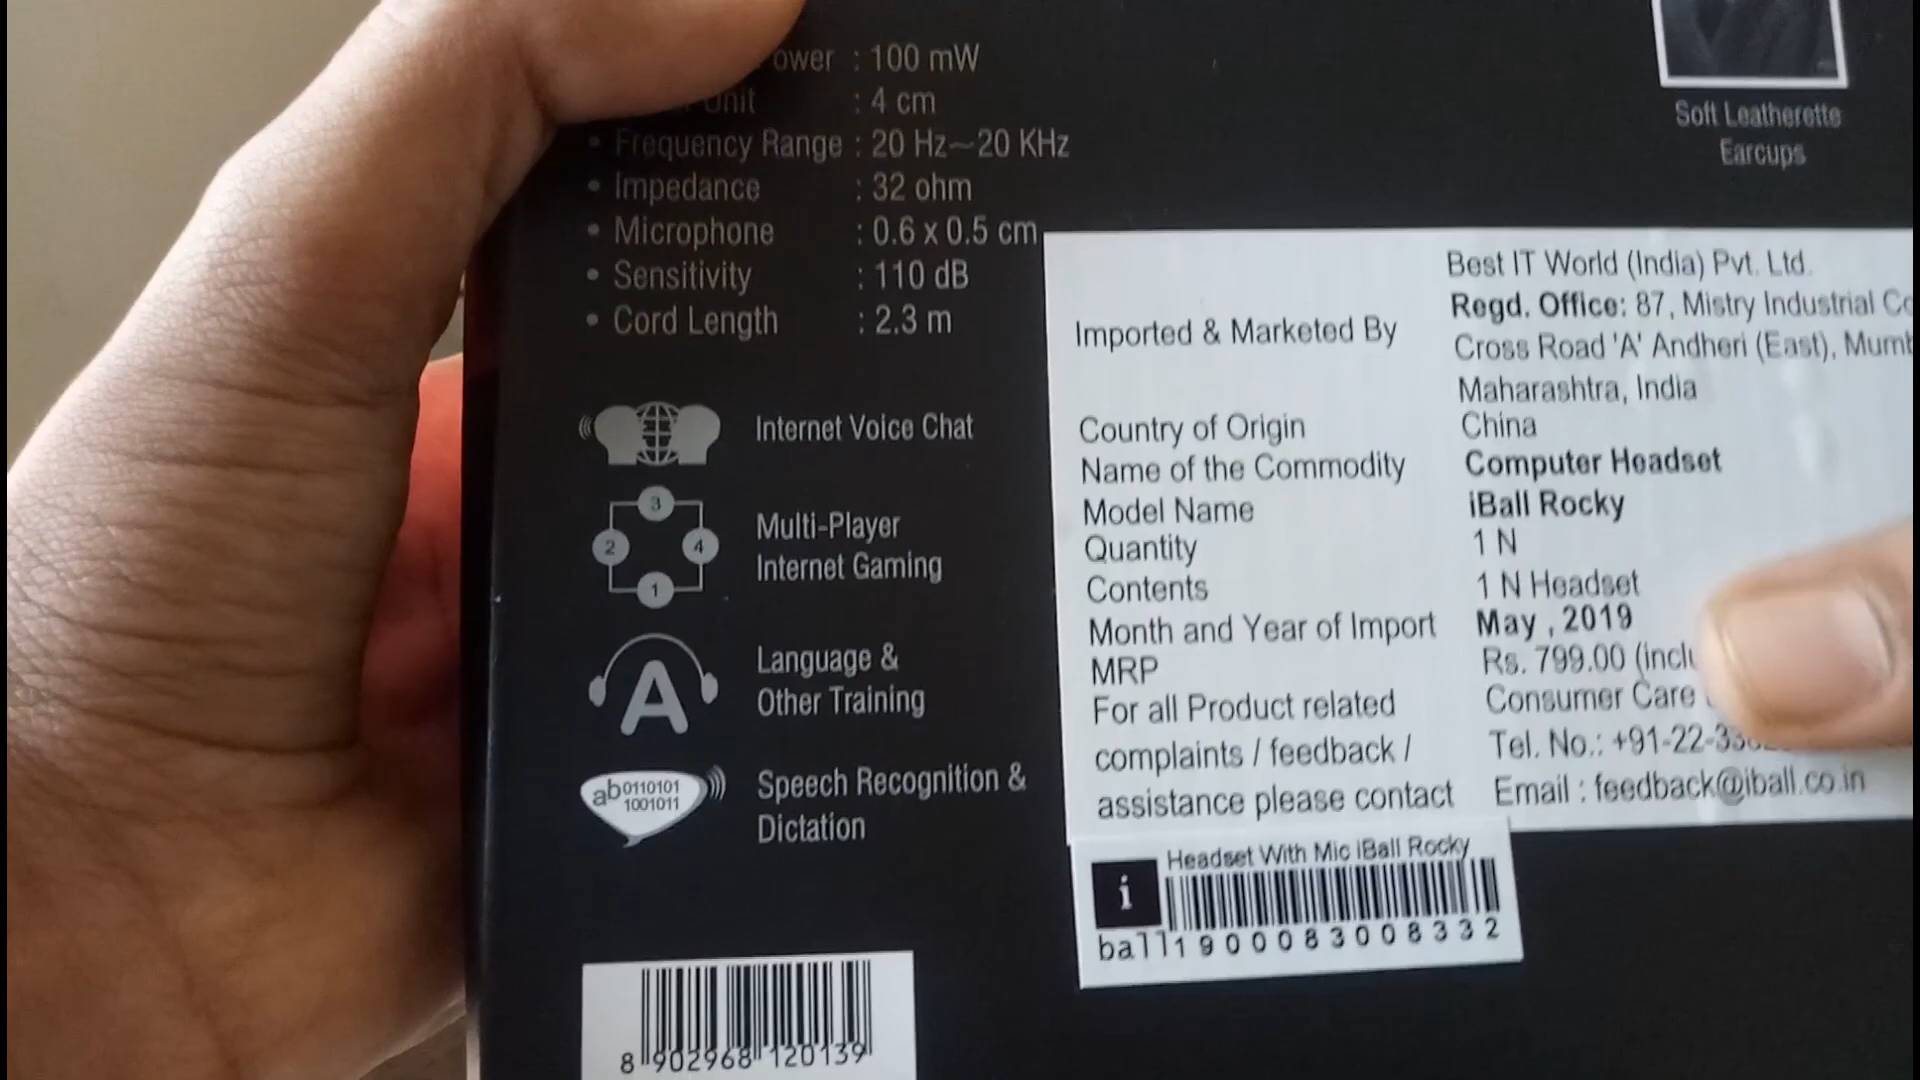 : 100 mW
: 4 cm
• Frequency Range : 20 Hz~20 KHz
• Impedance : 32 ohm
• Microphone : 0.6 x 0.5 cm
• Sensitivity : 110 dB
• Cord Length : 2.3 m
Internet Voice Chat
3
2 4
1
Multi-Player
Internet Gaming
A
Language &
Other Training
ab0110101
1001011
Speech Recognition &
Dictation
8 902968 120139
Soft Leatherette
Earcups
Imported & Marketed By
Best IT World (India) Pvt. Ltd.
Regd. Office: 87, Mistry Industrial
Cross Road 'A' Andheri (East),
Maharashtra, India
Country of Origin China
Name of the Commodity Computer Headset
Model Name iBall Rocky
Quantity 1 N
Contents 1 N Headset
Month and Year of Import May , 2019
MRP Rs. 799.00
For all Product related
complaints / feedback /
assistance please contact
Consumer Care
Tel. No.: +91-22-
Email : feedback@iball.co.in
Headset With Mic iBall Rocky
i
ball1900083008332